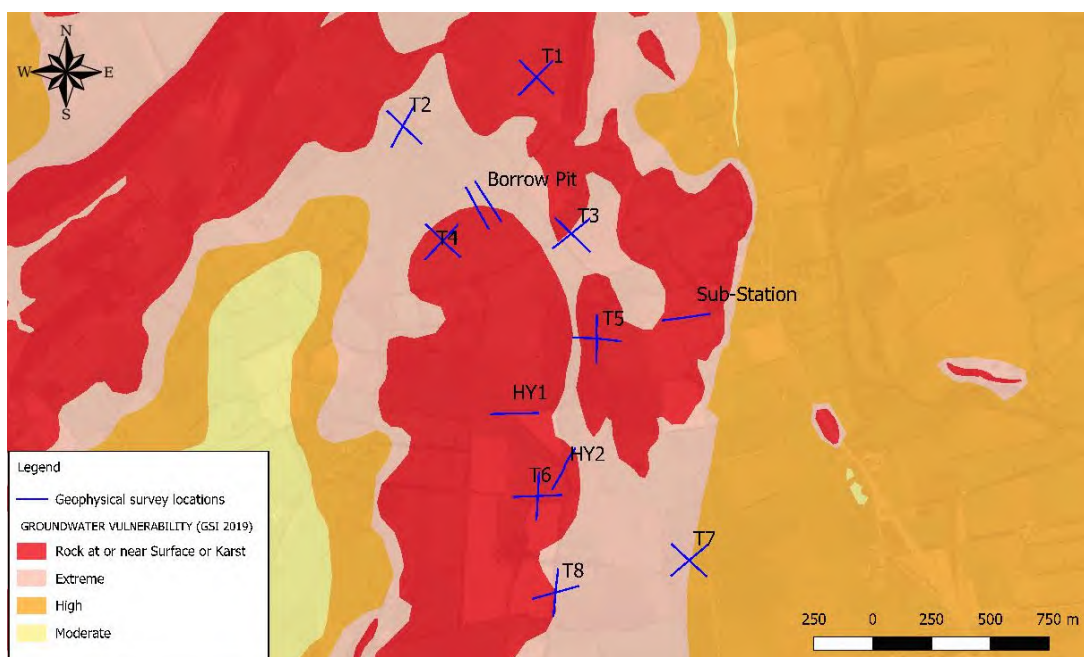 N
W E
S
T1
T2
Borrow Pit
T3
T4
Sub-Station
T5
HY1
HY2
T6
T7
T8
Legend
Geophysical survey locations
GROUNDWATER VULNERABILITY (GSI 2019)
Rock at or near Surface or Karst
Extreme
High
Moderate
250 0 250 500 750 m